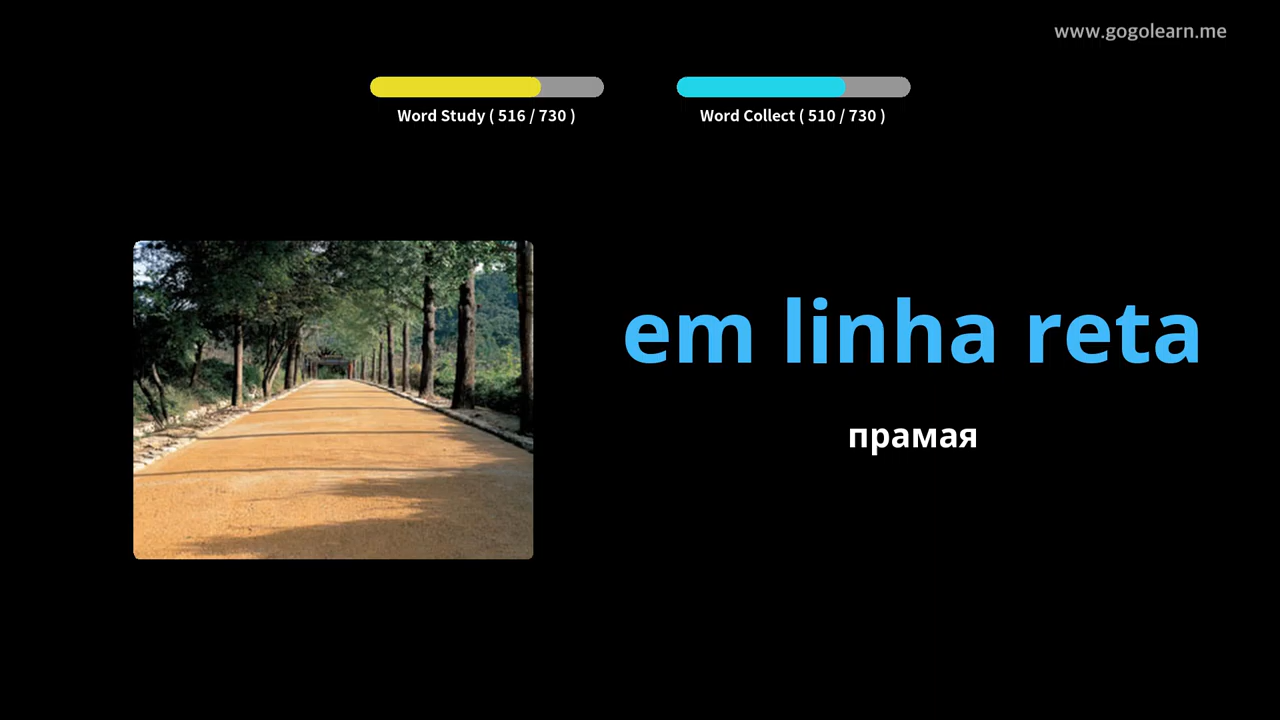 www.gogolearn.me
Word Study ( 516 / 730 )
Word Collect ( 510 / 730 )
em linha reta
прамая